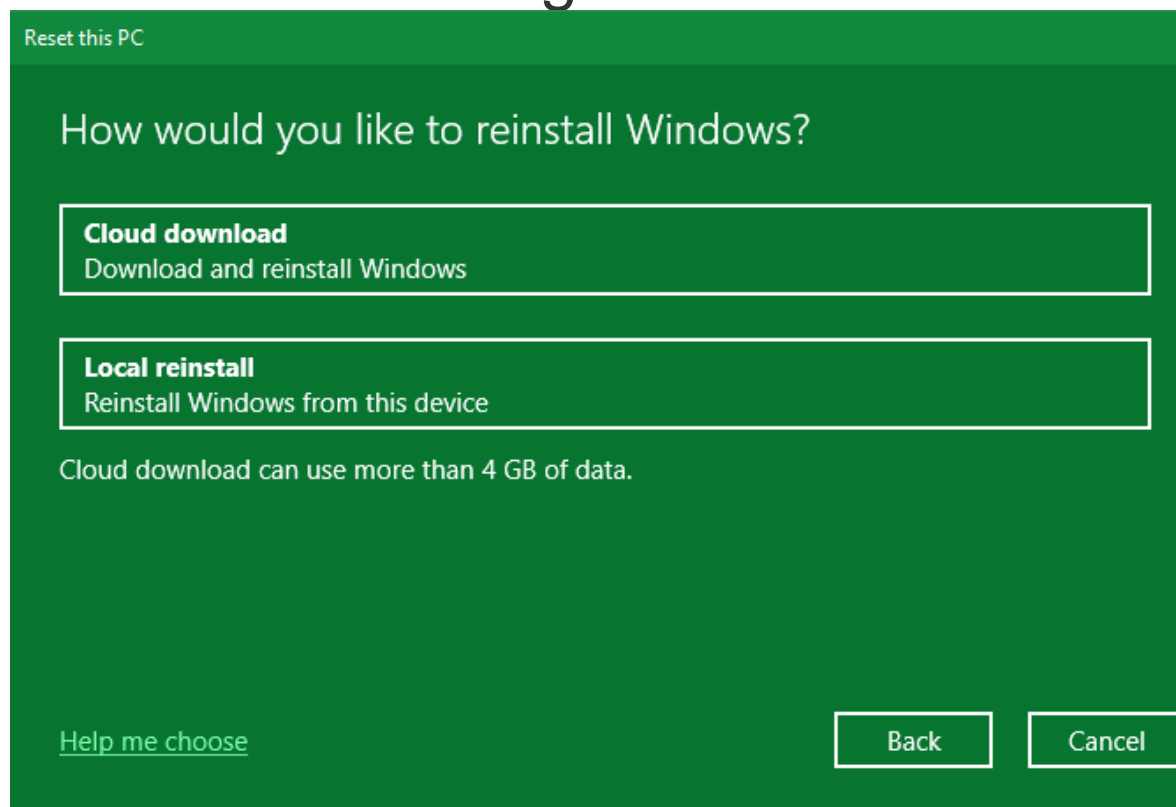 Reset this PC
How would you like to reinstall Windows?
Cloud download
Download and reinstall Windows
Local reinstall
Reinstall Windows from this device
Cloud download can use more than 4 GB of data.
Help me choose
Back
Cancel